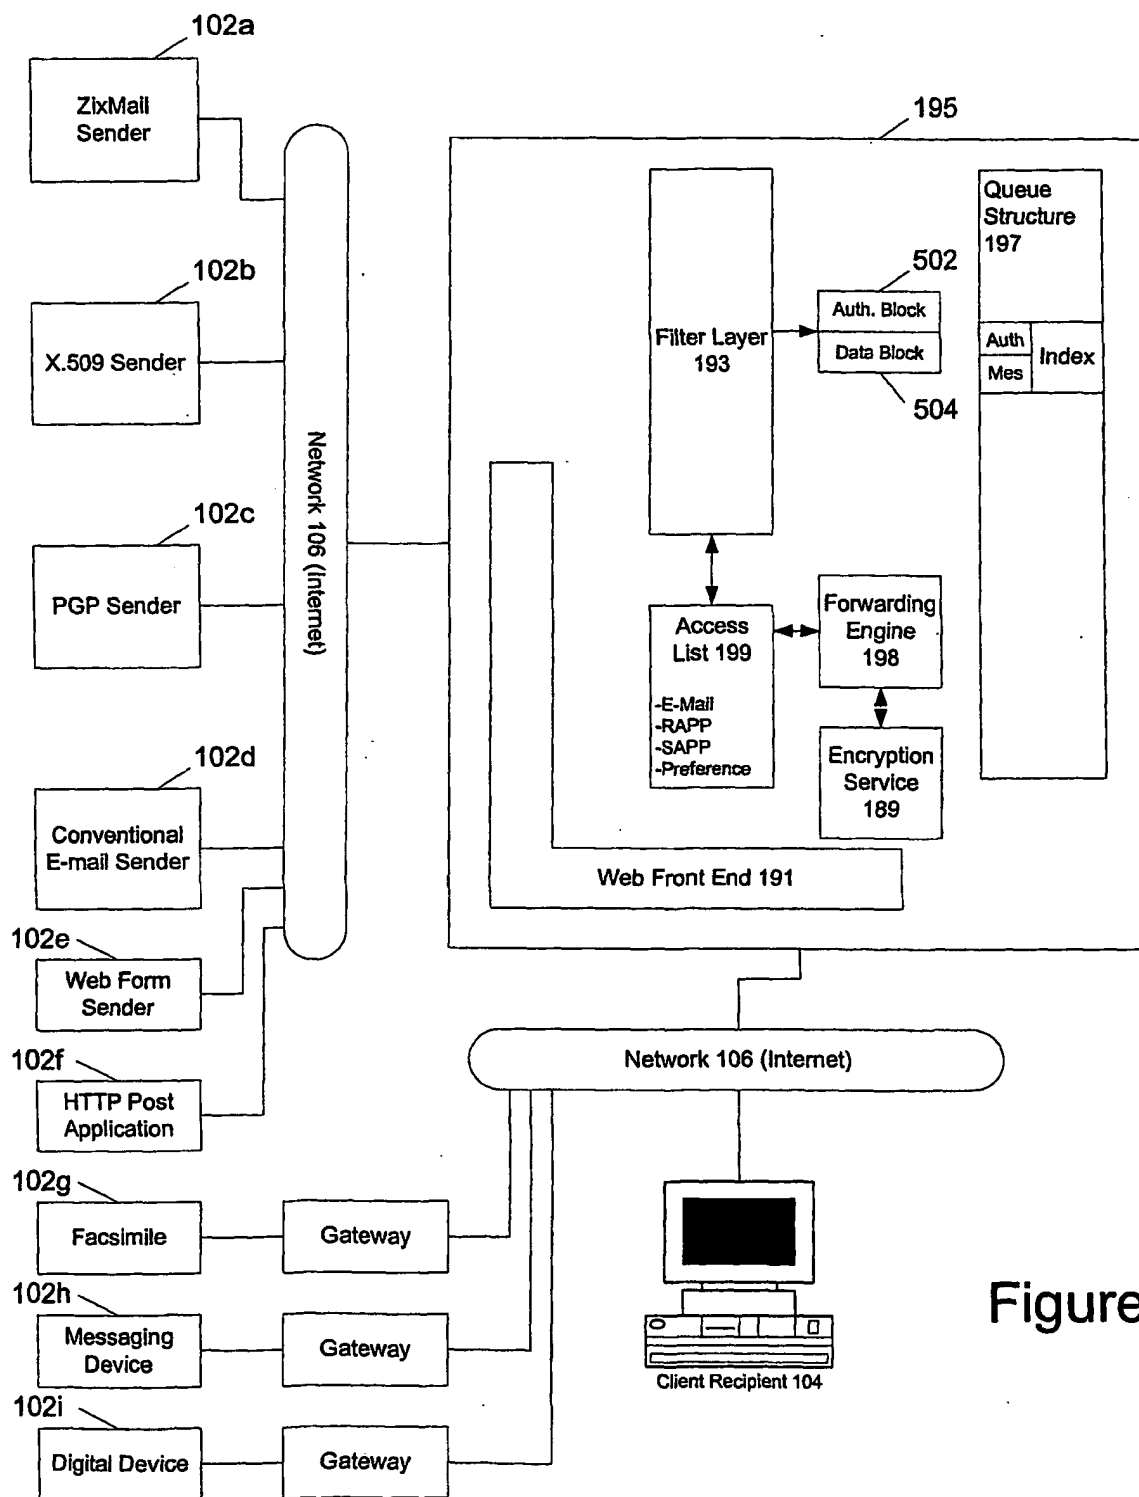 102a
ZixMail
Sender
195
Queue
Structure
197
102b
502
Auth. Block
X.509 Sender
Filter Layer
193
Data Block
504
Auth
Mes
Index
Network 106 (Internet)
102c
PGP Sender
Access
List 199
-E-Mail
-RAPP
-SAPP
-Preference
Forwarding
Engine
198
102d
Encryption
Service
189
Conventional
E-mail Sender
Web Front End 191
102e
Web Form
Sender
102f
Network 106 (Internet)
HTTP Post
Application
102g
Facsimile
Gateway
102h
Messaging
Device
Gateway
Figure
Client Recipient 104
102i
Digital Device
Gateway